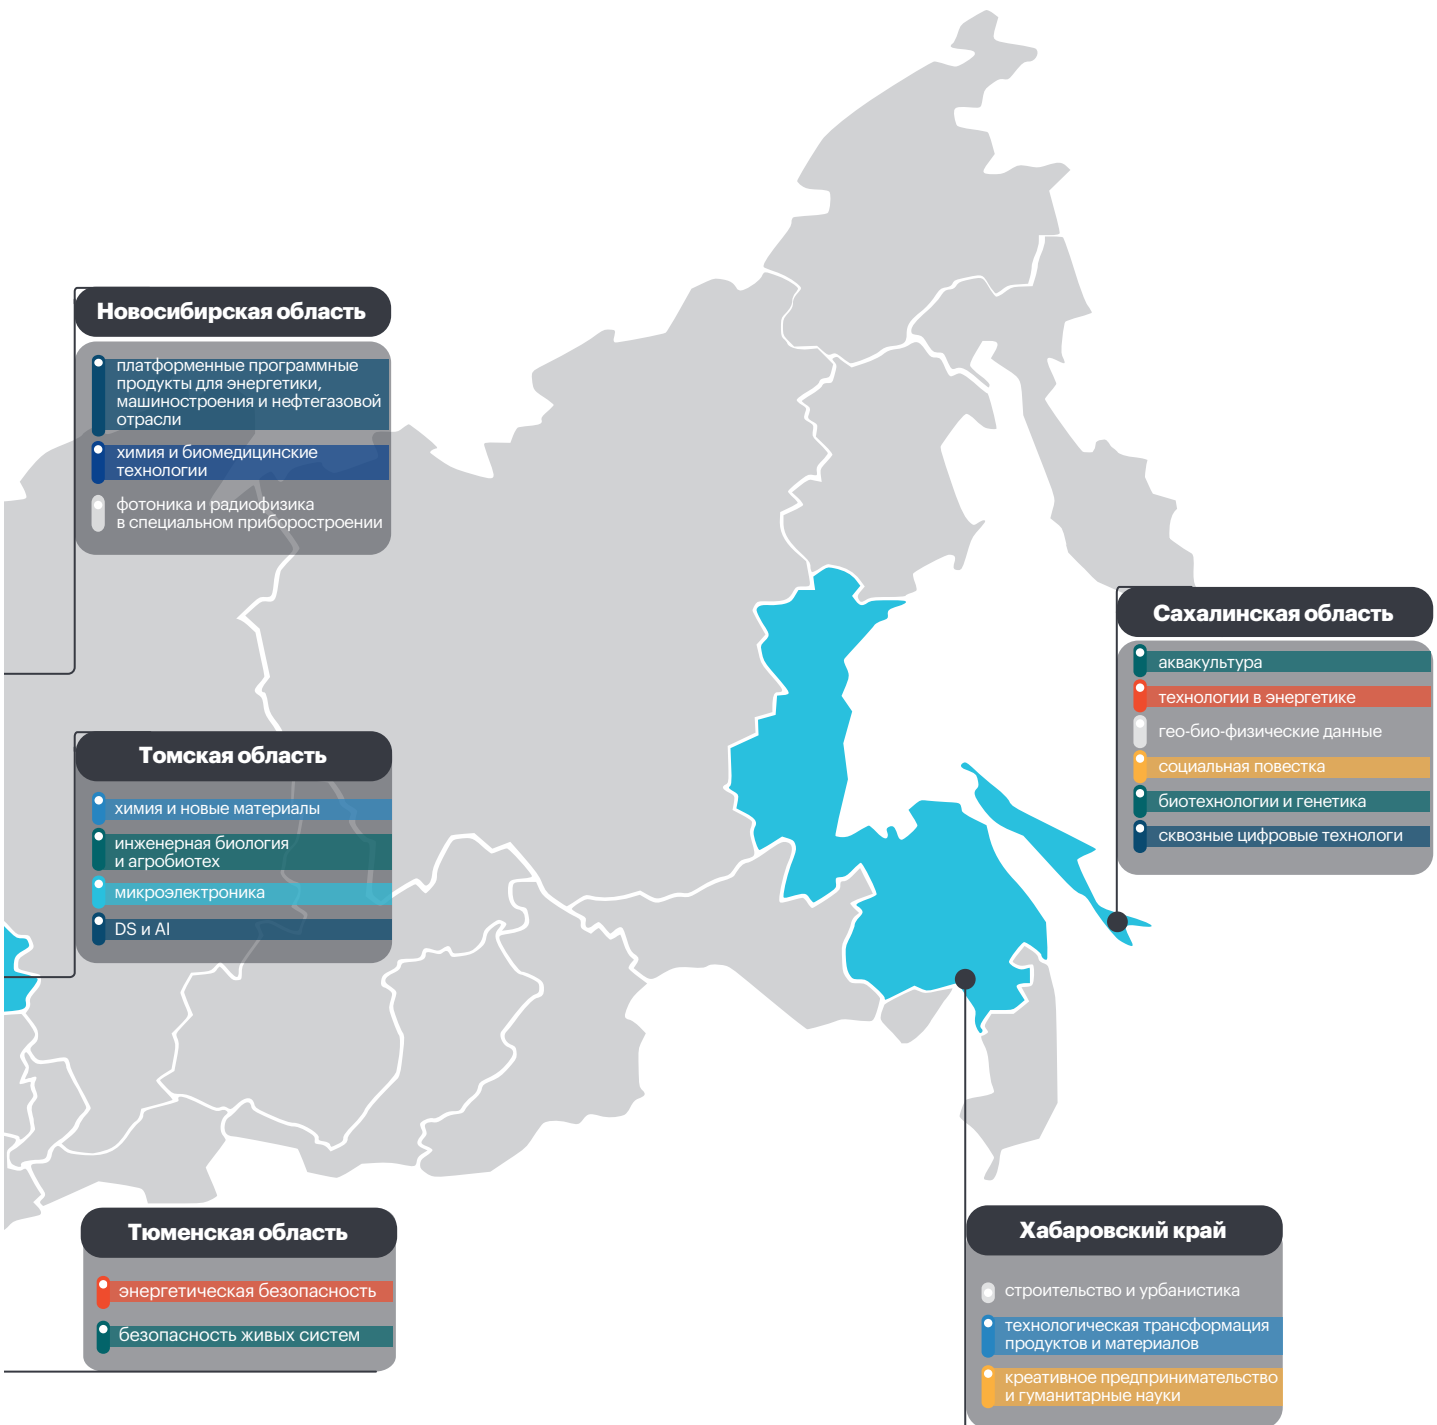 Новосибирская область
платформенные программные
продукты для энергетики,
машиностроения и нефтегазовой
отрасли
химия и биомедицинские
технологии
фотоника и радиофизика
в специальном приборостроении
Томская область
химия и новые материалы
инженерная биология
и агробиотех
микроэлектроника
DS и AI
Тюменская область
энергетическая безопасность
безопасность живых систем
Сахалинская область
аквакультура
технологии в энергетике
гео-био-физические данные
социальная повестка
биотехнологии и генетика
сквозные цифровые технологи
Хабаровский край
строительство и урбанистика
технологическая трансформация
продуктов и материалов
креативное предпринимательство
и гуманитарные науки